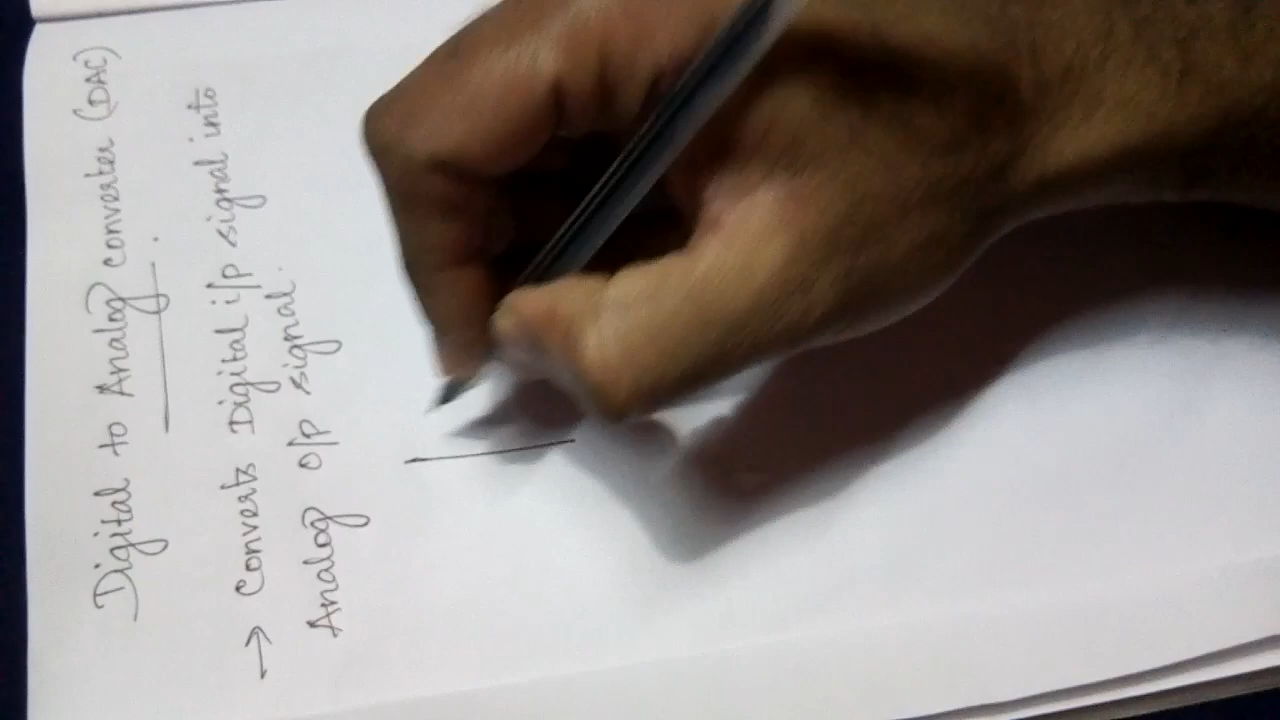 Digital to Analog converter (DAC)
.
→ Converts Digital i/p signal into
Analog o/p signal.